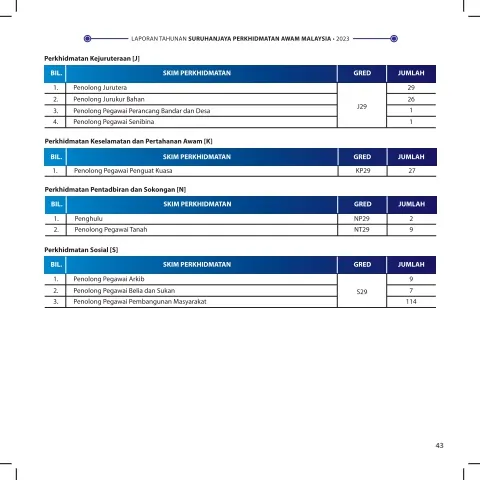 LAPORAN TAHUNAN SURUHANJAYA PERKHIDMATAN AWAM MALAYSIA • 2023
Perkhidmatan Kejuruteraan [J]
BIL. SKIM PERKHIDMATAN GRED JUMLAH
1. Penolong Jurutera J29 29
2. Penolong Jurukur Bahan 26
3. Penolong Pegawai Perancang Bandar dan Desa 1
4. Penolong Pegawai Senibina 1
Perkhidmatan Keselamatan dan Pertahanan Awam [K]
BIL. SKIM PERKHIDMATAN GRED JUMLAH
1. Penolong Pegawai Penguat Kuasa KP29 27
Perkhidmatan Pentadbiran dan Sokongan [N]
BIL. SKIM PERKHIDMATAN GRED JUMLAH
1. Penghulu NP29 2
2. Penolong Pegawai Tanah NT29 9
Perkhidmatan Sosial [S]
BIL. SKIM PERKHIDMATAN GRED JUMLAH
1. Penolong Pegawai Arkib S29 9
2. Penolong Pegawai Belia dan Sukan 7
3. Penolong Pegawai Pembangunan Masyarakat 114
43